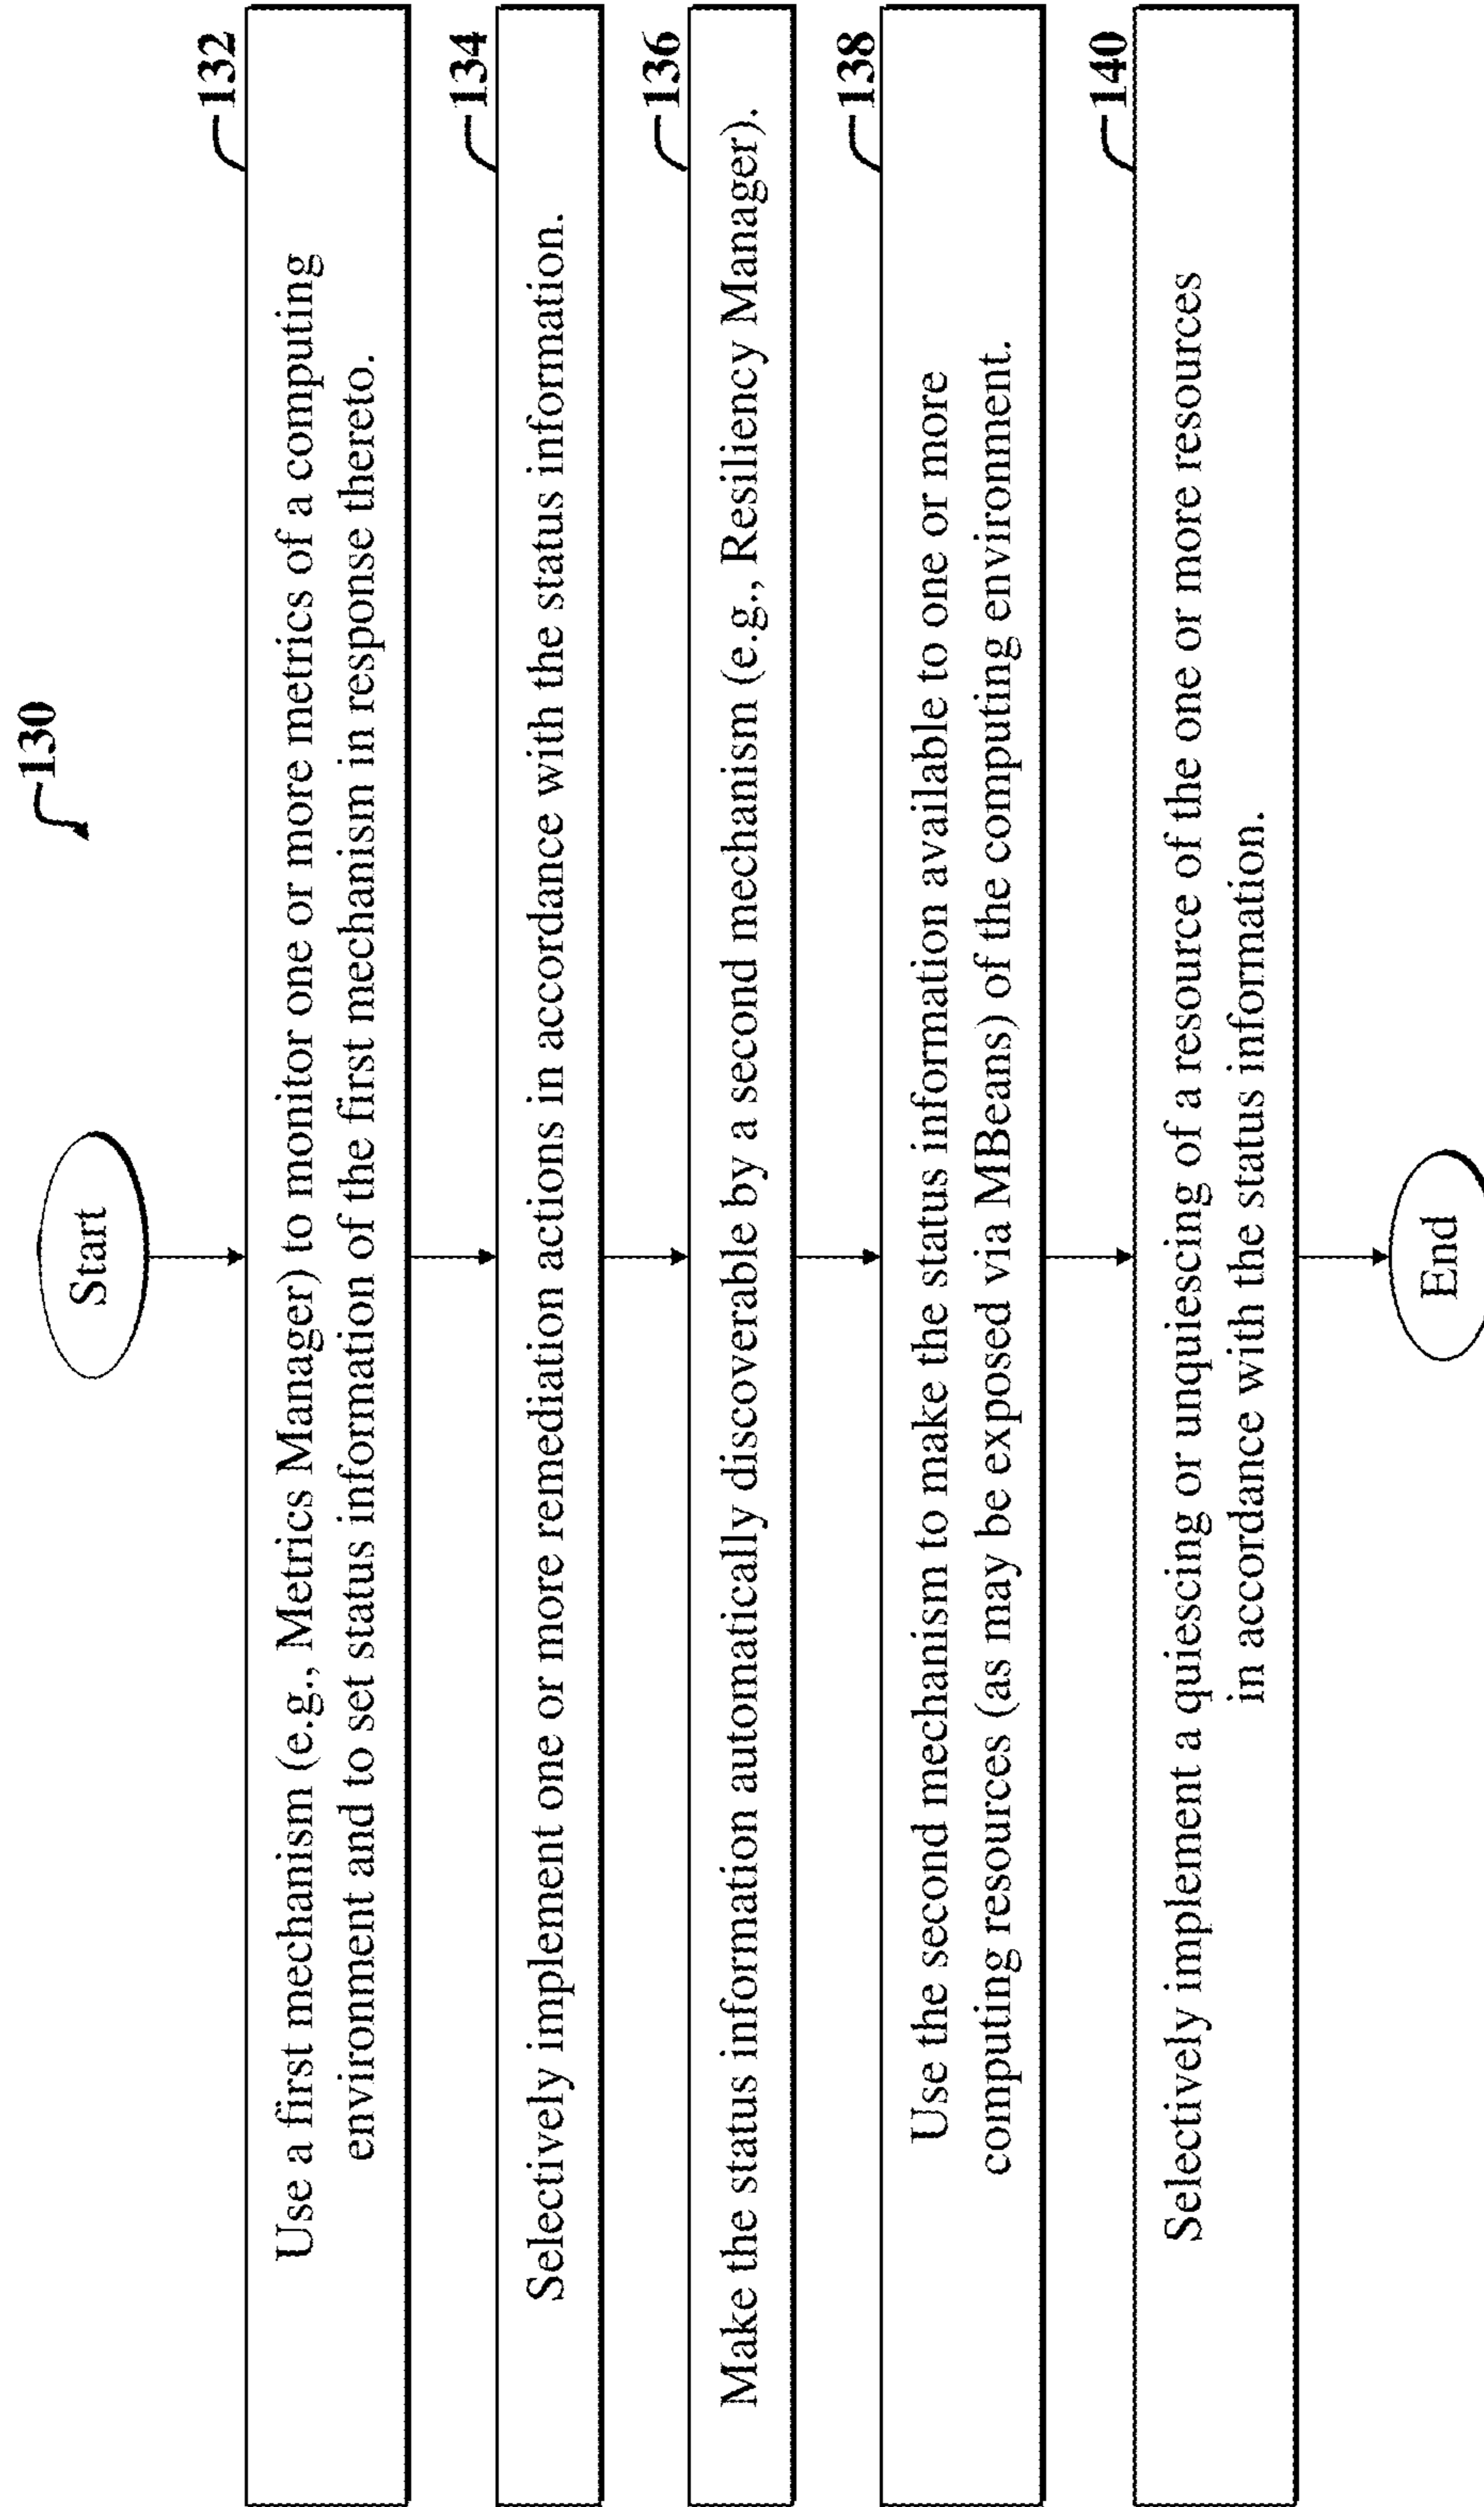 130
Start
132
Use a first mechanism (e.g., Metrics Manager) to monitor one or more metrics of a computing
environment and to set status information of the first mechanism in response thereto.
134
Selectively implement one or more remediation actions in accordance with the status information.
136
Make the status information automatically discoverable by a second mechanism (e.g., Resiliency Manager).
138
Use the second mechanism to make the status information available to one or more
computing resources (as may be exposed via MBeans) of the computing environment.
140
Selectively implement a quiescing or unquiescing of a resource of the one or more resources
in accordance with the status information.
End